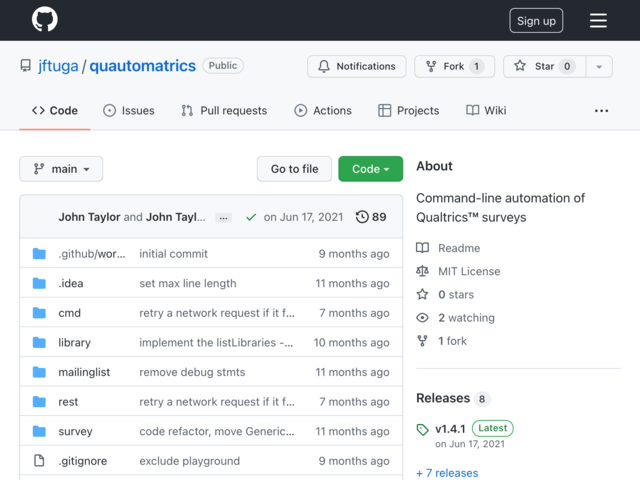 Sign up
jftuga / quautomatrics Public
Notifications Fork 1 Star 0
Code Issues Pull requests Actions Projects Wiki ...
main Go to file Code
John Taylor and John Tayl... ... on Jun 17, 2021 89
.github/wor... initial commit 9 months ago
.idea set max line length 11 months ago
cmd retry a network request if it f... 7 months ago
library implement the listLibraries -... 10 months ago
mailinglist remove debug stmts 11 months ago
rest retry a network request if it f... 7 months ago
survey code refactor, move Generic... 11 months ago
.gitignore exclude playground 9 months ago
About
Command-line automation of
Qualtrics™ surveys
Readme
MIT License
0 stars
2 watching
1 fork
Releases 8
v1.4.1 Latest
on Jun 17, 2021
+ 7 releases